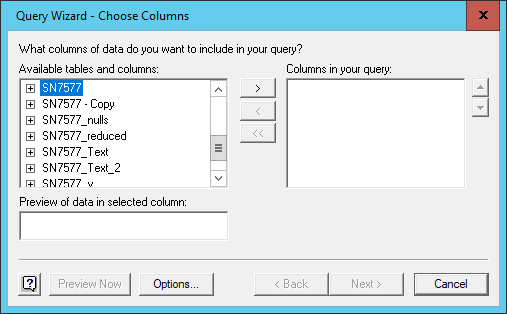 Query Wizard - Choose Columns
x
What columns of data do you want to include in your query?
Available tables and columns:
Columns in your query:
SN7577
SN7577 - Copy
SN7577_nulls
SN7577_reduced
SN7577_Text
SN7577_Text_2
>
<
<<
Preview of data in selected column:
?
Preview Now
Options...
< Back
Next >
Cancel